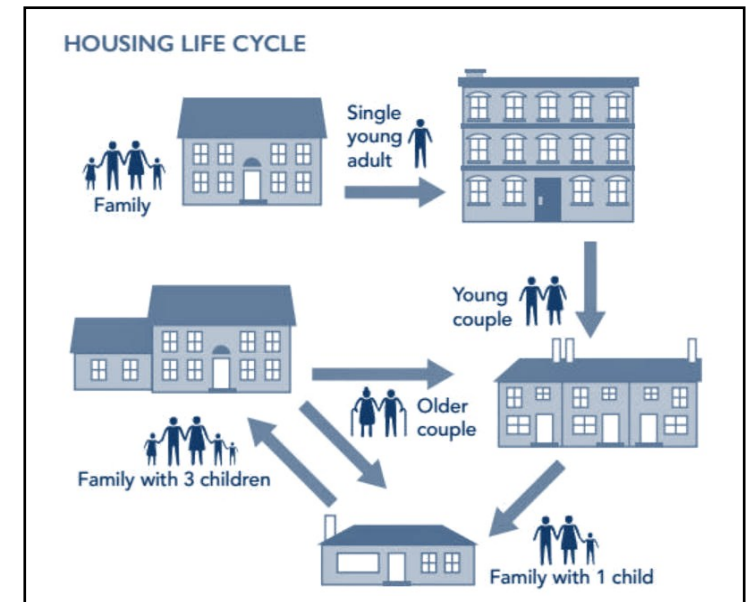 HOUSING LIFE CYCLE
Family
Single
young
adult
Young
couple
Older
couple
Family with 3 children
Family with 1 child